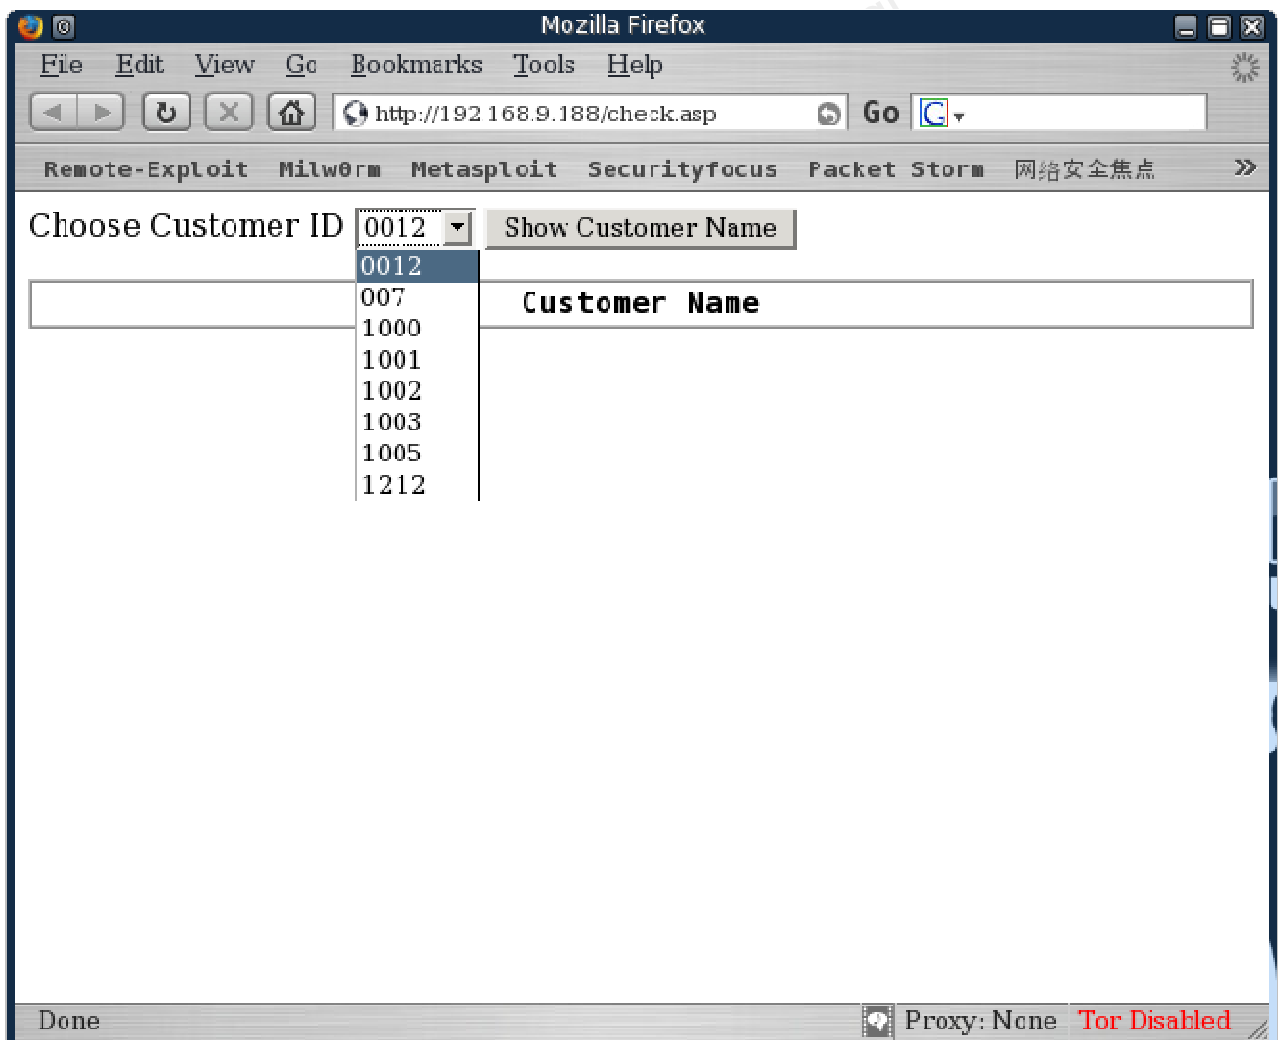 Mozilla Firefox
File Edit View Go Bookmarks Tools Help
http://192.168.9.188/check.asp Go G
Remote-Exploit Milw0rm Metasploit Securityfocus Packet Storm 网络安全焦点
Choose Customer ID 0012 Show Customer Name
0012
007
Customer Name
1000
1001
1002
1003
1005
1212
Done Proxy: None Tor Disabled